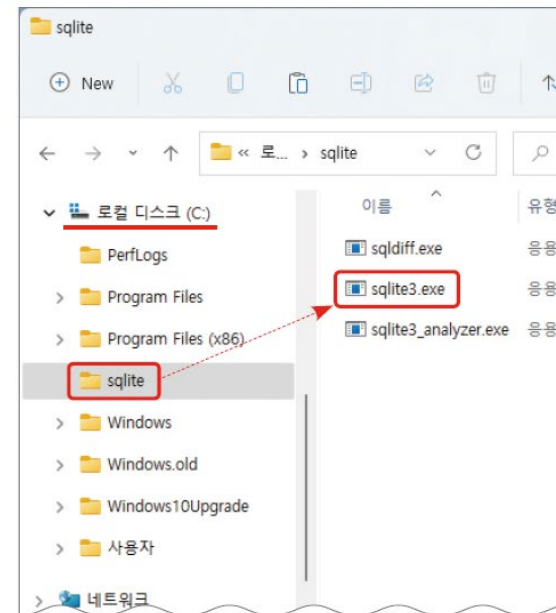 sqlite
New
« 로... › sqlite
로컬 디스크 (C:)
PerfLogs
Program Files
Program Files (x86)
sqlite
Windows
Windows.old
Windows10Upgrade
사용자
네트워크
이름
유형
sqldiff.exe 응용
sqlite3.exe 응용
sqlite3_analyzer.exe 응용